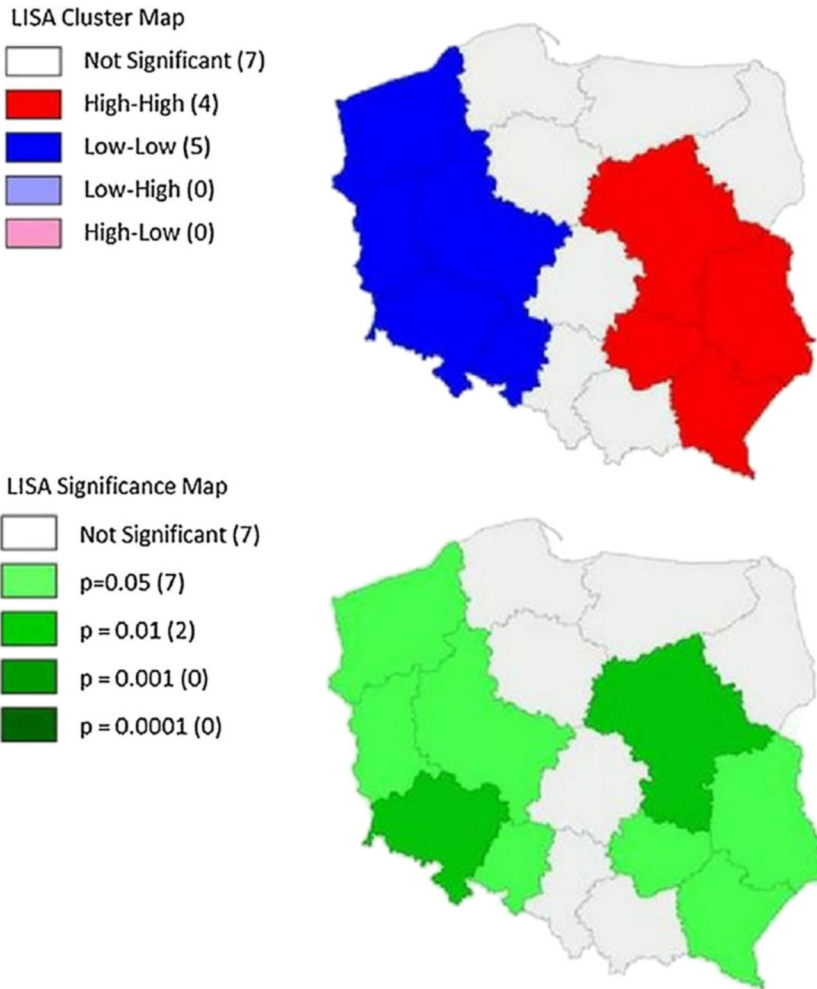 LISA Cluster Map
Not Significant (7)
High-High (4)
Low-Low (5)
Low-High (0)
High-Low (0)
LISA Significance Map
Not Significant (7)
p=0.05 (7)
p = 0.01 (2)
p = 0.001 (0)
p = 0.0001 (0)